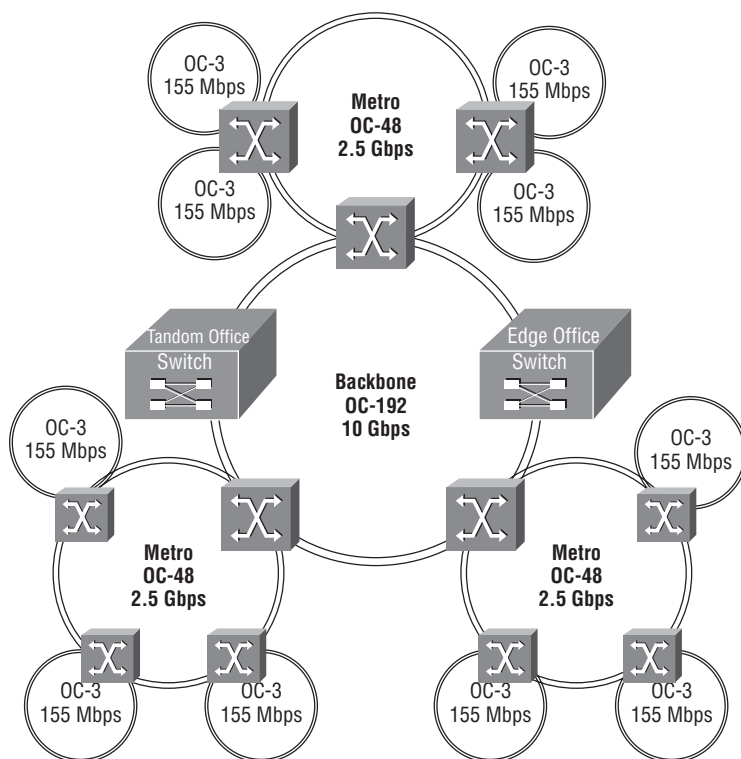 OC-3
155 Mbps
OC-3
155 Mbps
Metro
OC-48
2.5 Gbps
OC-3
155 Mbps
OC-3
155 Mbps
Tandom Office
Switch
Edge Office
Switch
Backbone
OC-192
10 Gbps
OC-3
155 Mbps
OC-3
155 Mbps
Metro
OC-48
2.5 Gbps
Metro
OC-48
2.5 Gbps
OC-3
155 Mbps
OC-3
155 Mbps
OC-3
155 Mbps
OC-3
155 Mbps